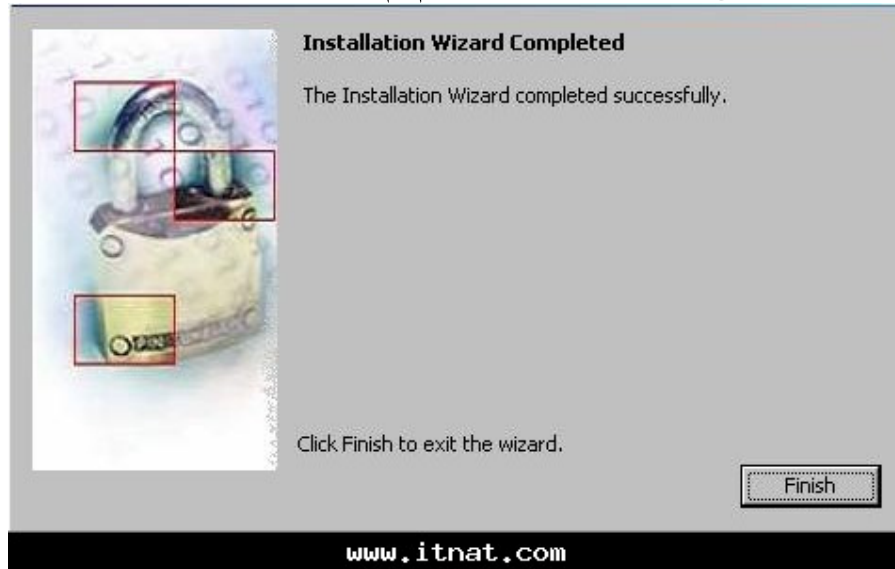 Installation Wizard Completed
The Installation Wizard completed successfully.
Click Finish to exit the wizard.
Finish
www.itnat.com